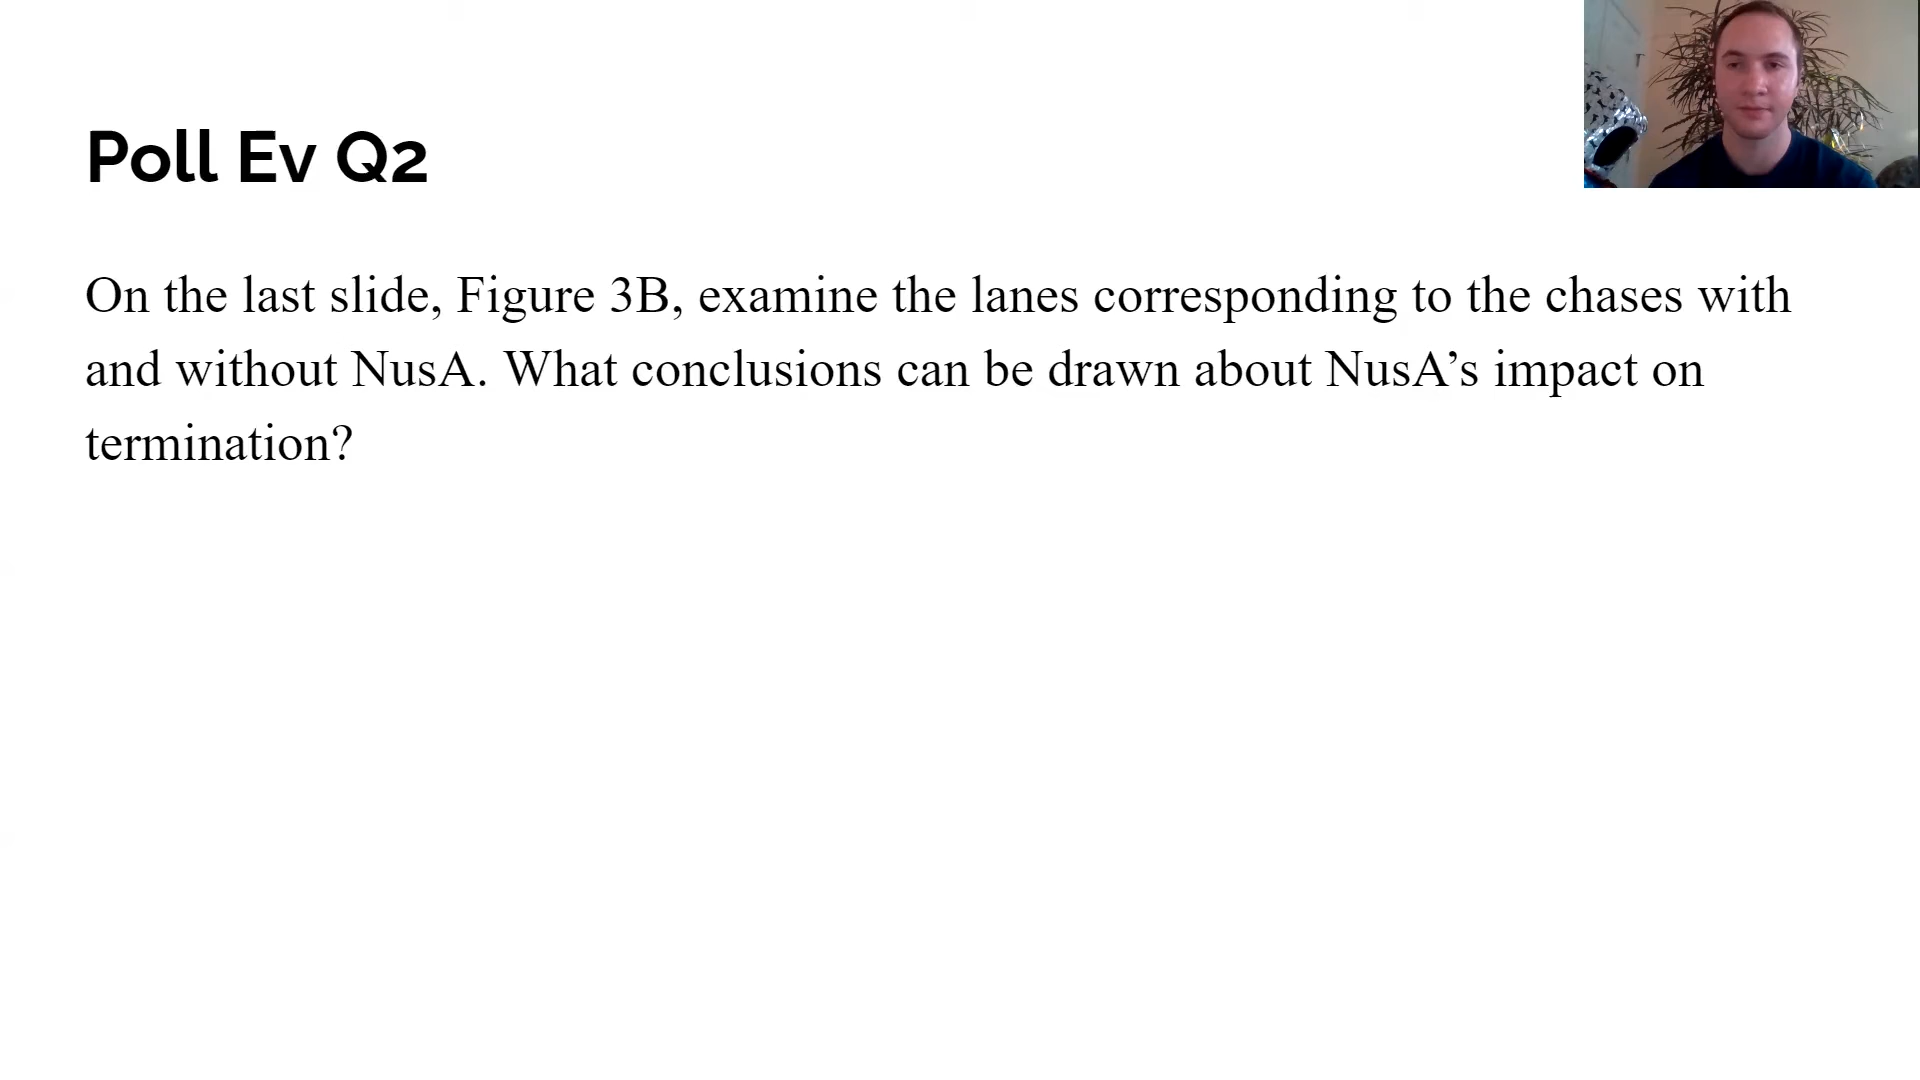 Poll Ev Q2
On the last slide, Figure 3B, examine the lanes corresponding to the chases with
and without NusA. What conclusions can be drawn about NusA’s impact on
termination?